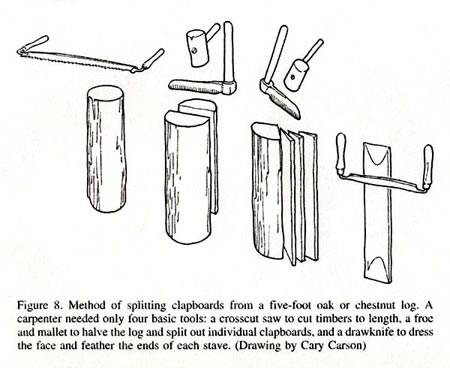 Figure 8. Method of splitting clapboards from a five-foot oak or chestnut log. A
carpenter needed only four basic tools: a crosscut saw to cut timbers to length, a froe
and mallet to halve the log and split out individual clapboards, and a drawknife to dress
the face and feather the ends of each stave. (Drawing by Cary Carson)